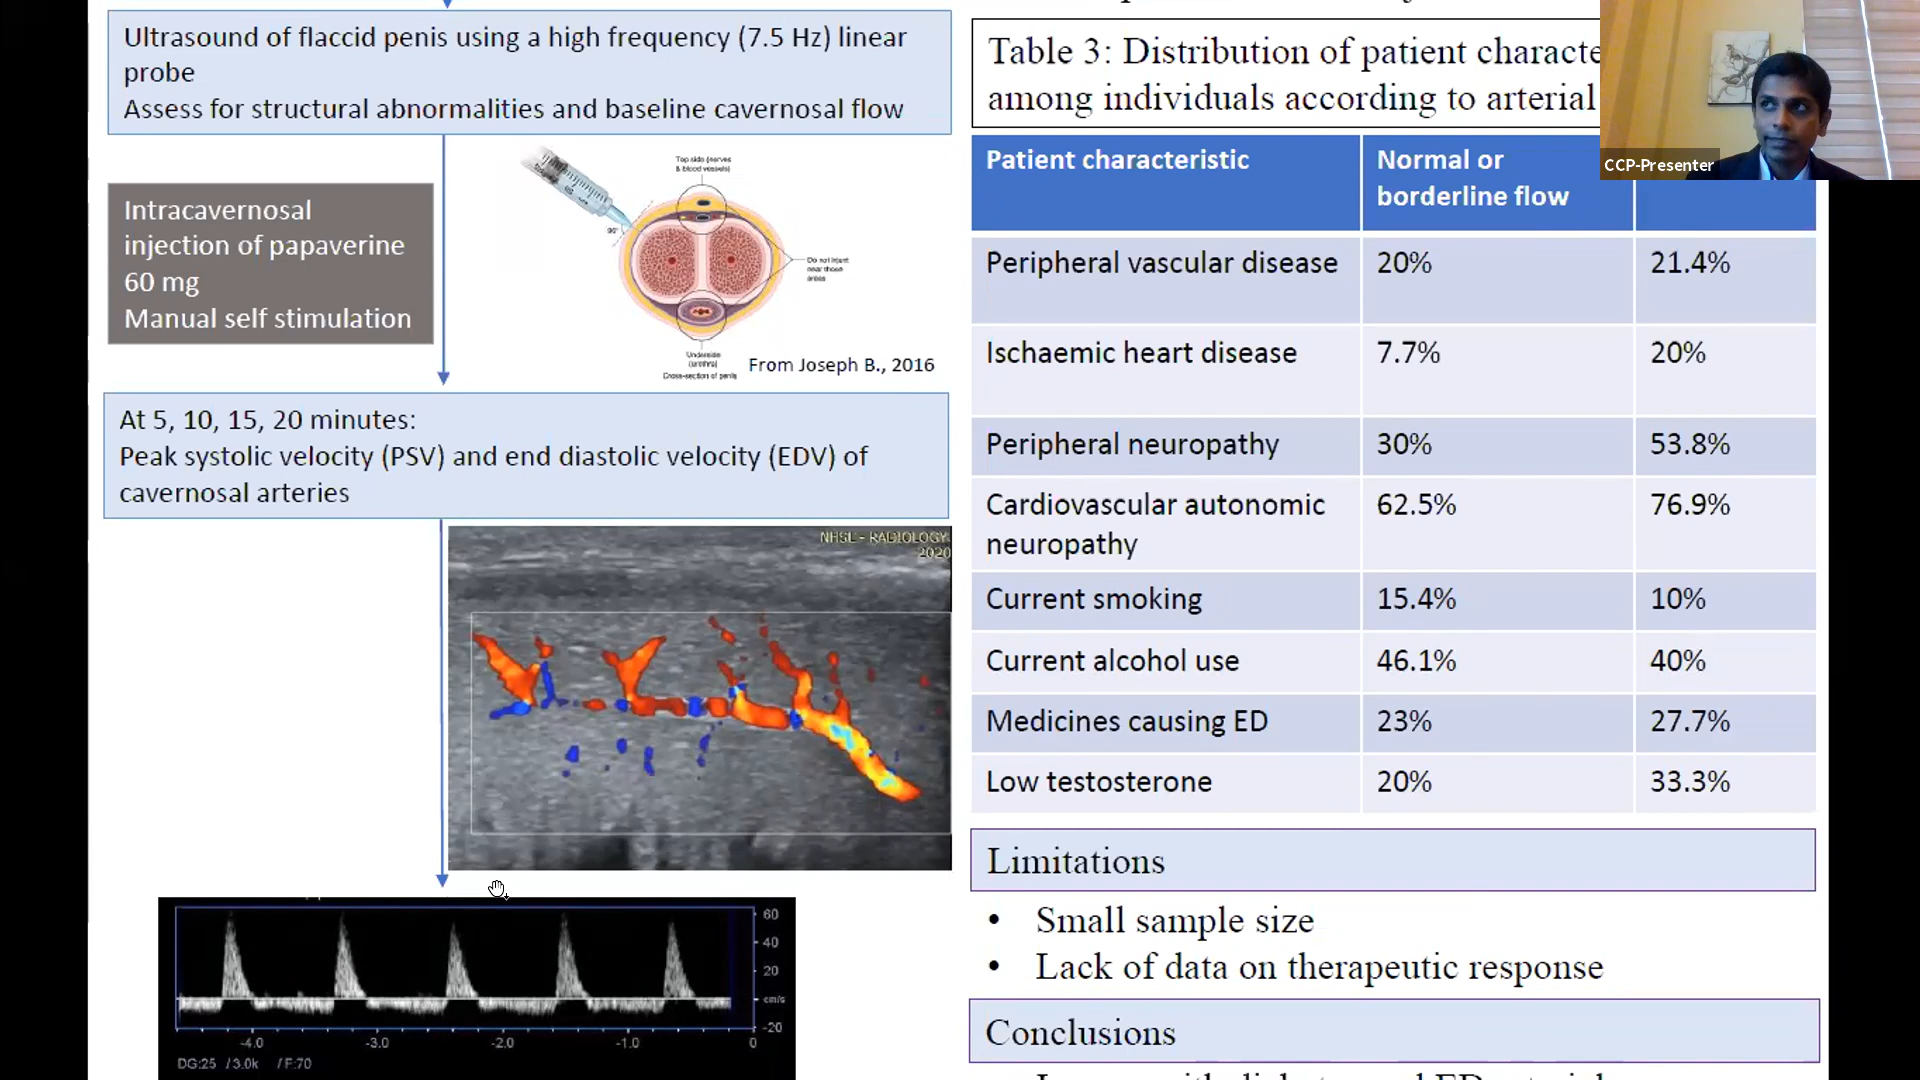 Ultrasound of flaccid penis using a high frequency (7.5 Hz) linear
probe
Assess for structural abnormalities and baseline cavernosal flow
Intracavernosal
injection of papaverine
60 mg
Manual self stimulation
Top side (nerves
& blood vessels)
90°
Do not inject
near those
areas
Underside
(urethra)
Cross-section of penis
From Joseph B., 2016
At 5, 10, 15, 20 minutes:
Peak systolic velocity (PSV) and end diastolic velocity (EDV) of
cavernosal arteries
NHSL - RADIOLOGY
2020
60
40
20
cm/s
-20
-4.0 -3.0 -2.0 -1.0 0
DG:25 /3.0k /F:70
Table 3: Distribution of patient characte
among individuals according to arterial
CCP-Presenter
Patient characteristic Normal or
borderline flow
Peripheral vascular disease 20% 21.4%
Ischaemic heart disease 7.7% 20%
Peripheral neuropathy 30% 53.8%
Cardiovascular autonomic 62.5% 76.9%
neuropathy
Current smoking 15.4% 10%
Current alcohol use 46.1% 40%
Medicines causing ED 23% 27.7%
Low testosterone 20% 33.3%
Limitations
• Small sample size
• Lack of data on therapeutic response
Conclusions